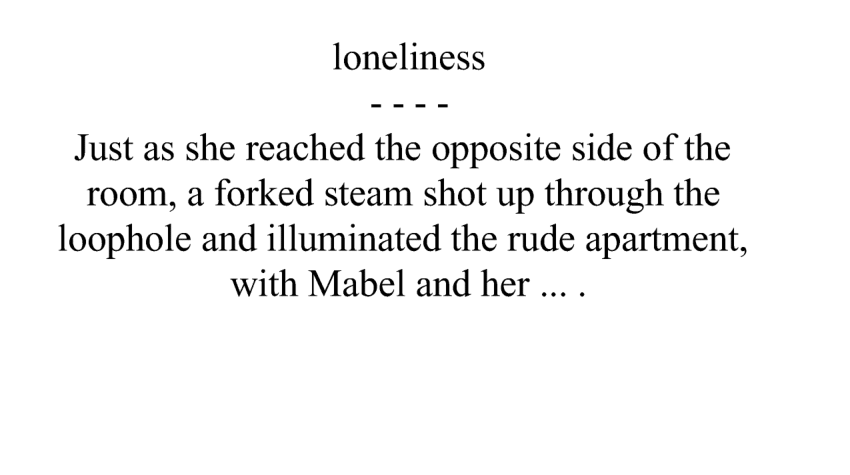 loneliness
- - - -
Just as she reached the opposite side of the
room, a forked steam shot up through the
loophole and illuminated the rude apartment,
with Mabel and her ... .